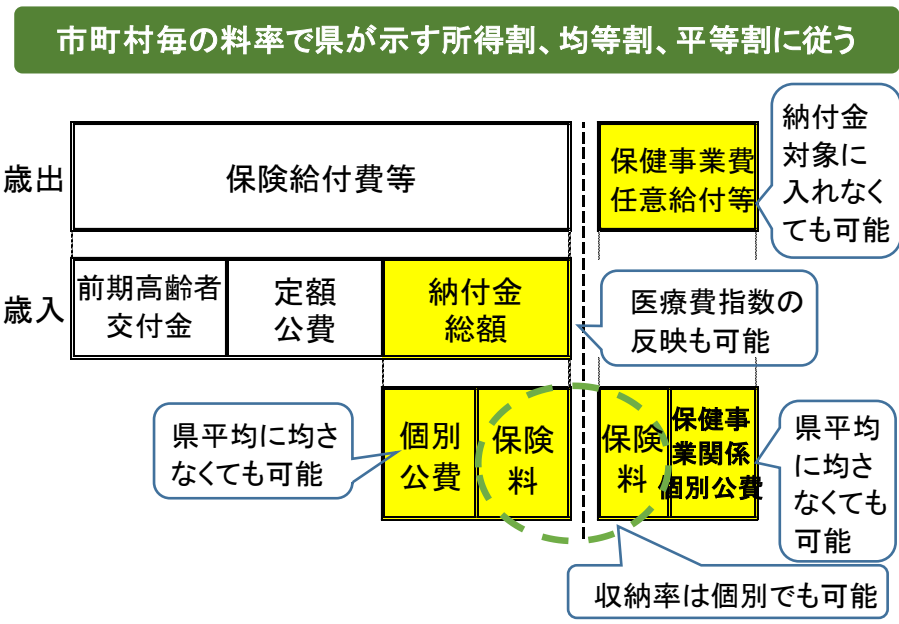 市町村毎の料率で県が示す所得割、均等割、平等割に従う
歳出
保険給付費等
保健事業費
任意給付等
納付金
対象に
入れなく
ても可能
歳入
前期高齢者
交付金
定額
公費
納付金
総額
医療費指数の
反映も可能
県平均に均さ
なくても可能
個別
公費
保険
料
保険
料
保健事
業関係
個別公費
県平均
に均さ
なくても
可能
収納率は個別でも可能